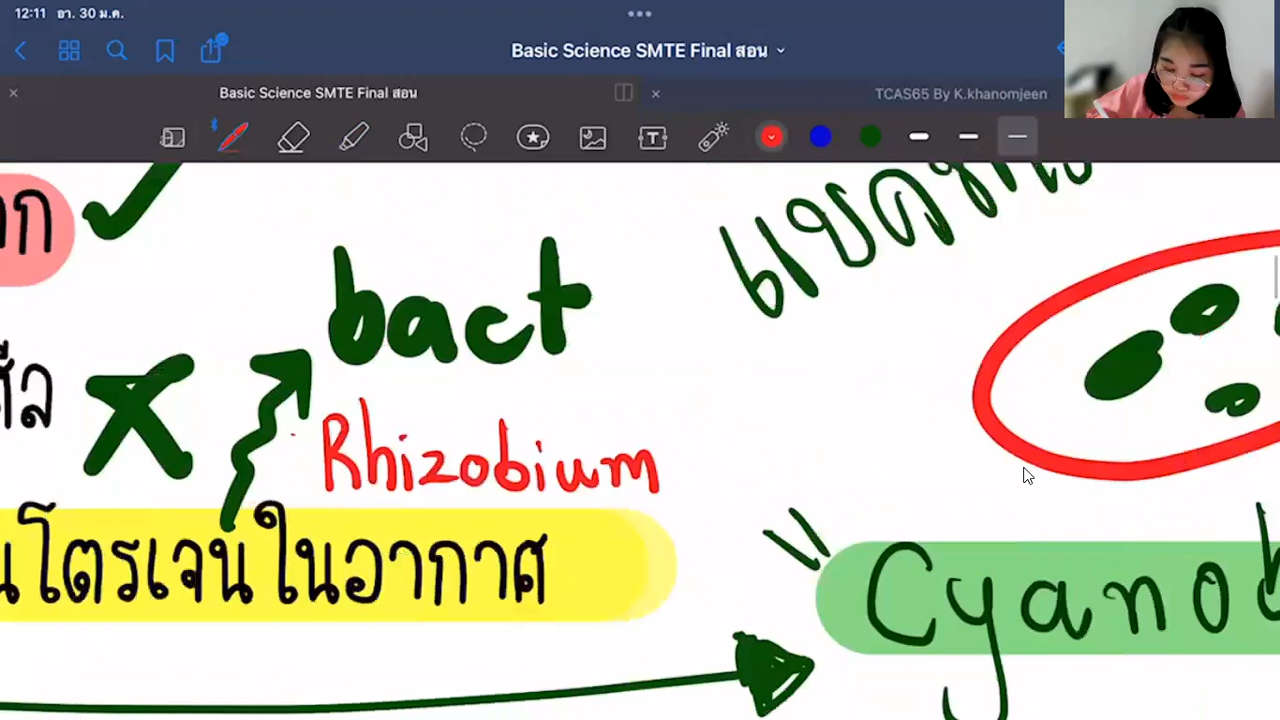 12:11 อา. 30 ม.ค.
Basic Science SMTE Final สอน
Basic Science SMTE Final สอน
TCAS65 By K.khanomjeen
bact
Rhizobium
นโตรเจนในอากาศ
Cyanob